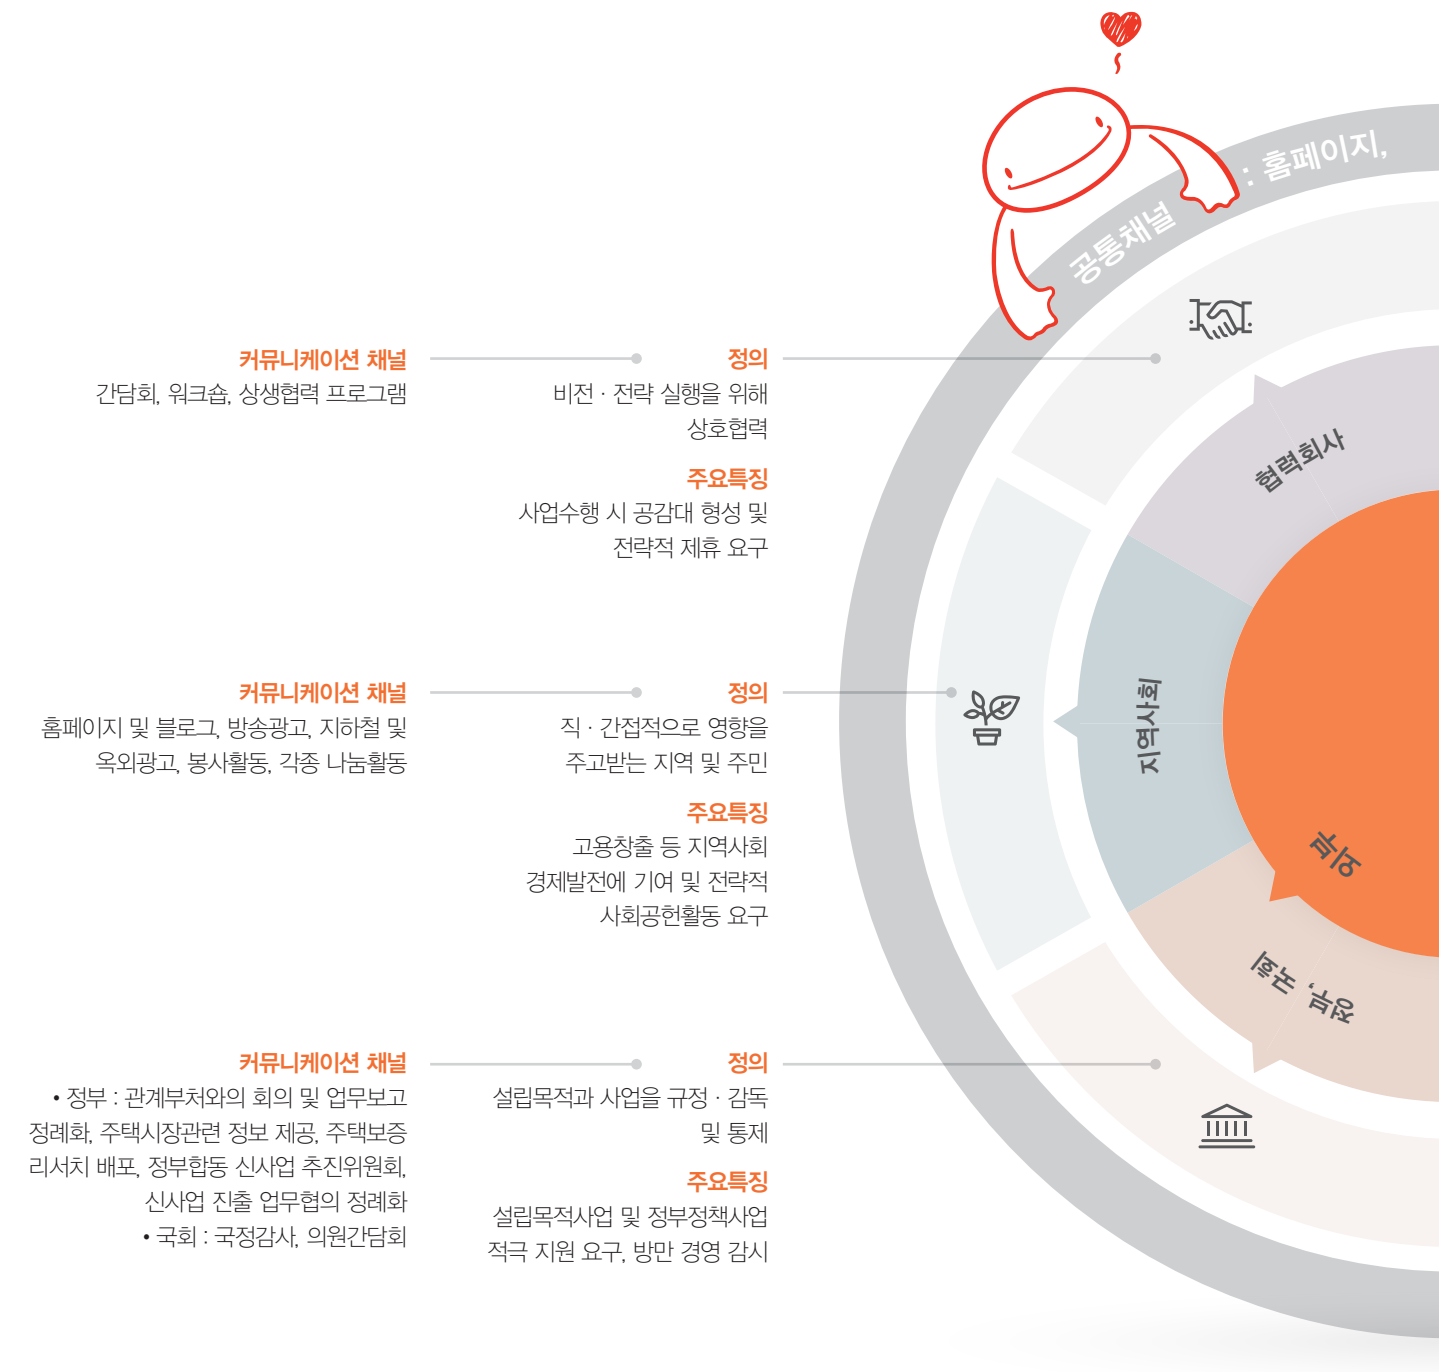 공통채널 : 홈페이지,
커뮤니케이션 채널
간담회, 워크숍, 상생협력 프로그램
정의
비전 · 전략 실행을 위해
상호협력
주요특징
사업수행 시 공감대 형성 및
전략적 제휴 요구
협력회사
커뮤니케이션 채널
홈페이지 및 블로그, 방송광고, 지하철 및
옥외광고, 봉사활동, 각종 나눔활동
정의
직 · 간접적으로 영향을
주고받는 지역 및 주민
주요특징
고용창출 등 지역사회
경제발전에 기여 및 전략적
사회공헌활동 요구
지역사회
외부
커뮤니케이션 채널
• 정부 : 관계부처와의 회의 및 업무보고
정례화, 주택시장관련 정보 제공, 주택보증
리서치 배포, 정부합동 신사업 추진위원회,
신사업 진출 업무협의 정례화
• 국회 : 국정감사, 의원간담회
정의
설립목적과 사업을 규정 · 감독
및 통제
주요특징
설립목적사업 및 정부정책사업
적극 지원 요구, 방만 경영 감시
정부, 국회